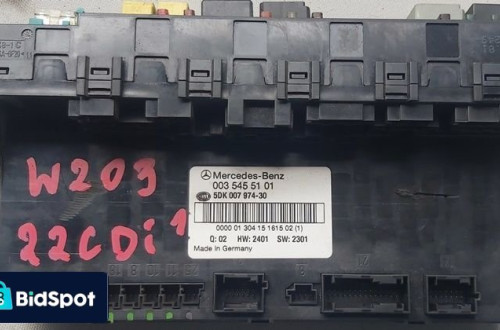 Mercedes-Benz
003 545 51 01
5DK 007 974-30
0000 01 304 15 1615 02 (1)
Q: 02 HW: 2401 SW: 2301
Made in Germany
W203
22CDi 1
BidSpot